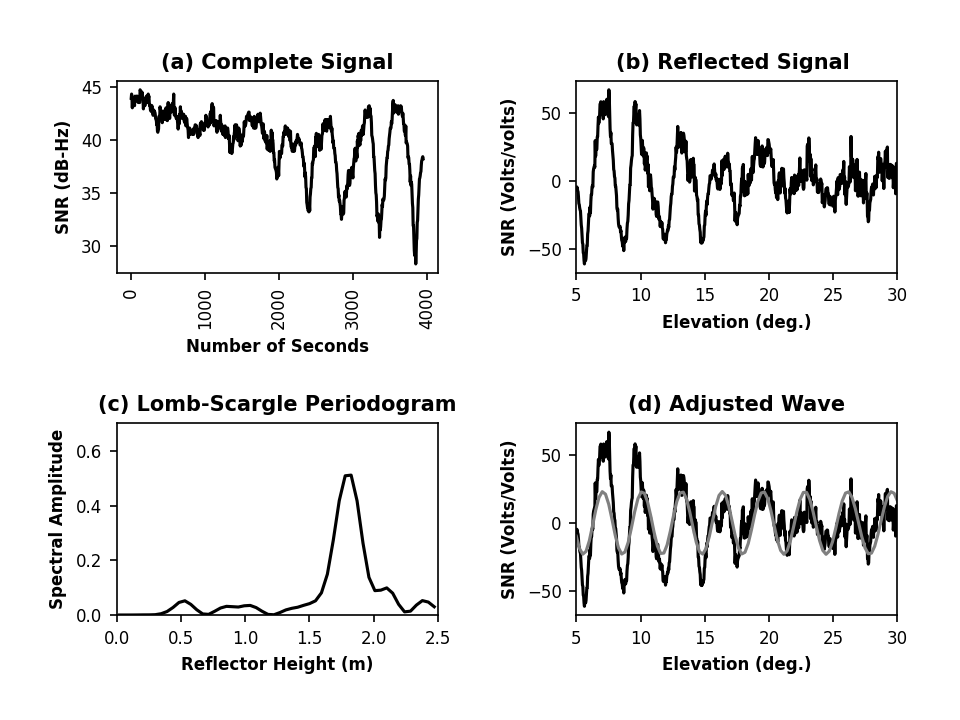 (a) Complete Signal
45
40
35
30
SNR (dB-Hz)
0
1000
2000
3000
4000
Number of Seconds
(b) Reflected Signal
50
0
−50
SNR (Volts/volts)
5 10 15 20 25 30
Elevation (deg.)
(c) Lomb-Scargle Periodogram
0.6
0.4
0.2
0.0
Spectral Amplitude
0.0 0.5 1.0 1.5 2.0 2.5
Reflector Height (m)
(d) Adjusted Wave
50
0
−50
SNR (Volts/Volts)
5 10 15 20 25 30
Elevation (deg.)